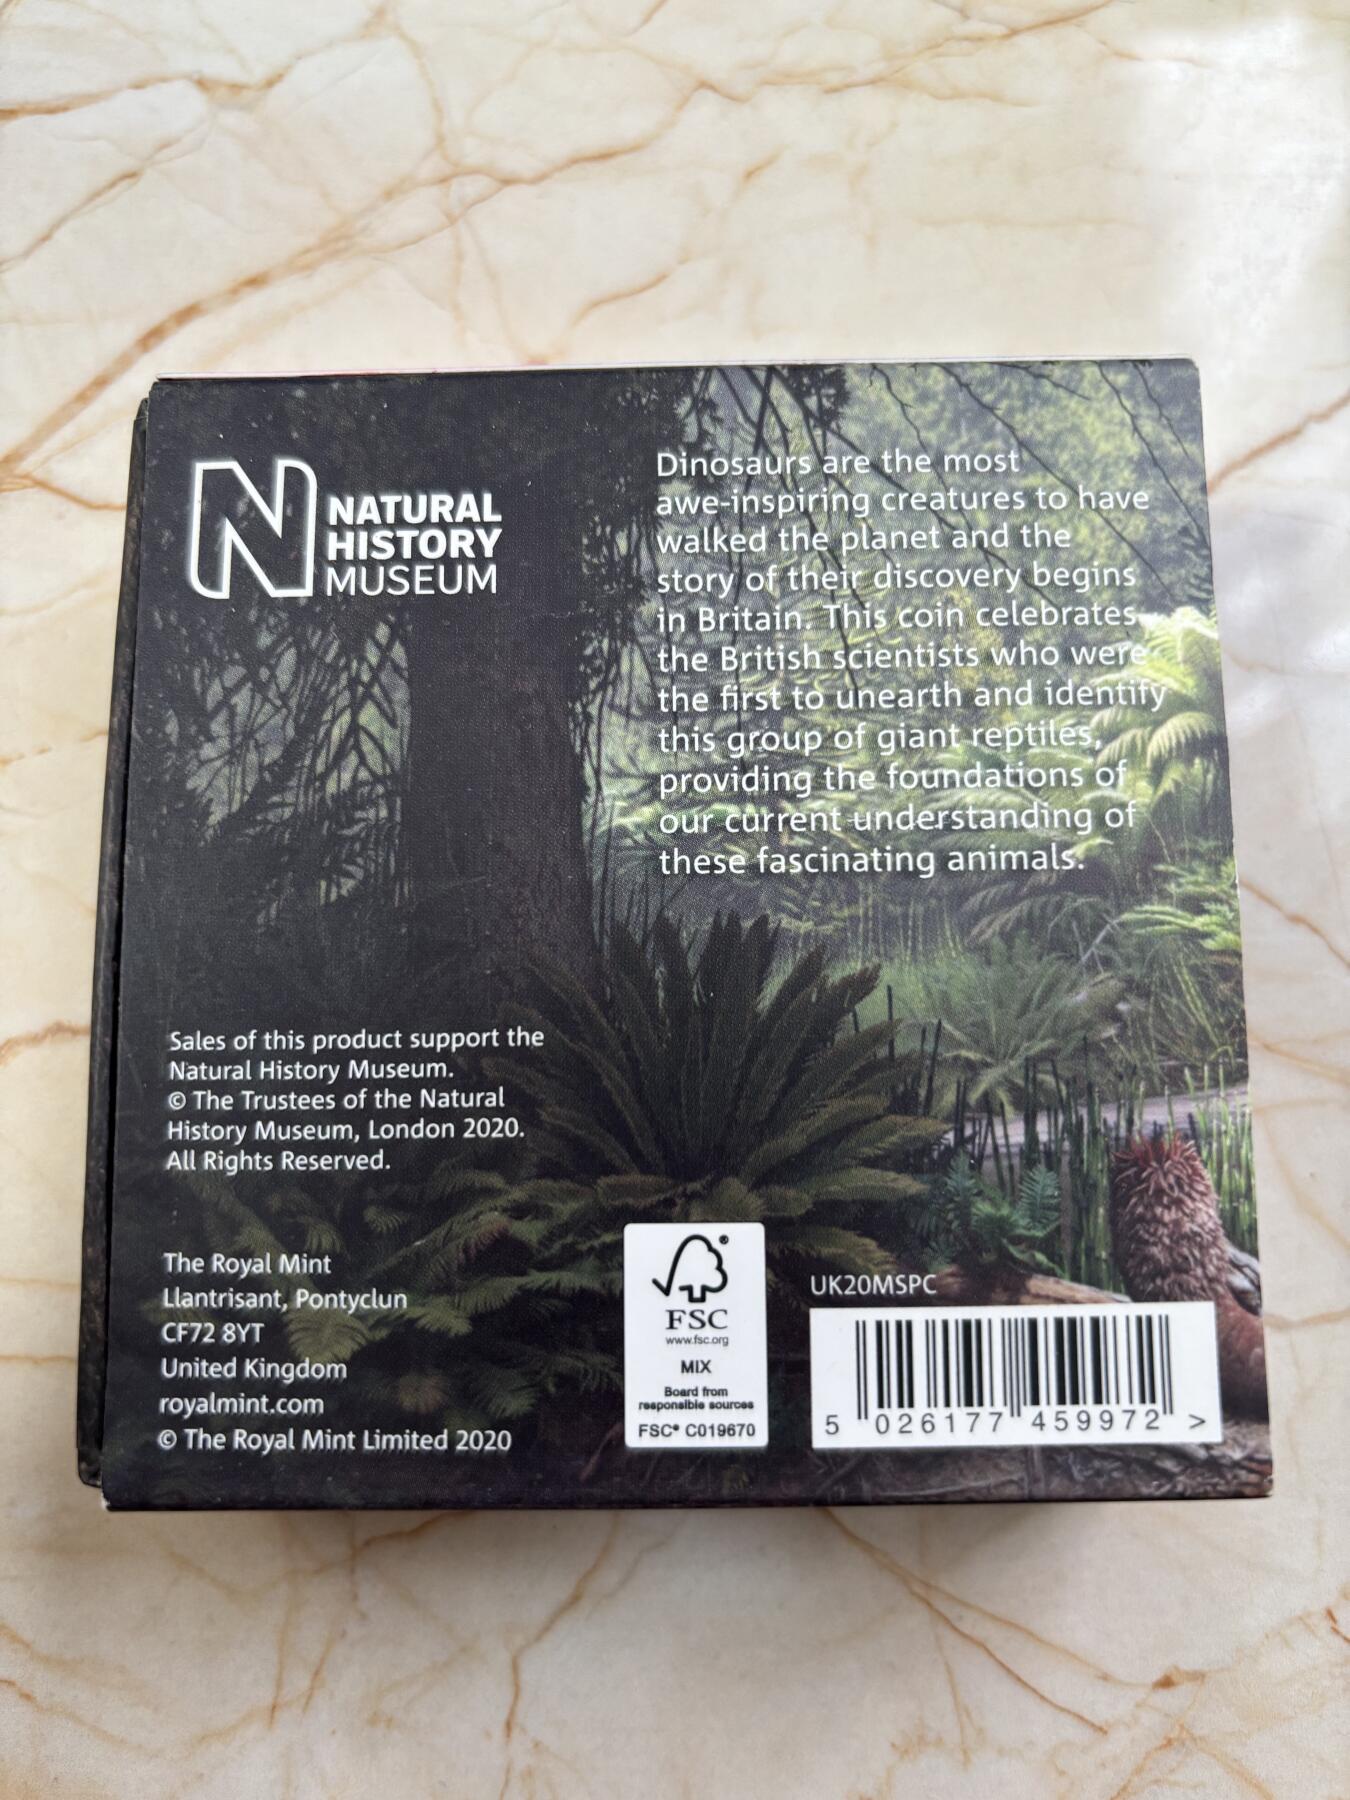 N NATURAL
HISTORY
MUSEUM
Dinosaurs are the most
awe-inspiring creatures to have
walked the planet and the
story of their discovery begins
in Britain. This coin celebrates
the British scientists who were
the first to unearth and identify
this group of giant reptiles,
providing the foundations of
our current understanding of
these fascinating animals.
Sales of this product support the
Natural History Museum.
© The Trustees of the Natural
History Museum, London 2020.
All Rights Reserved.
The Royal Mint
Llantrisant, Pontyclun
CF72 8YT
United Kingdom
royalmint.com
© The Royal Mint Limited 2020
®
FSC
www.fsc.org
MIX
Board from
responsible sources
FSC® C019670
UK20MSPC
5 026177 459972 >